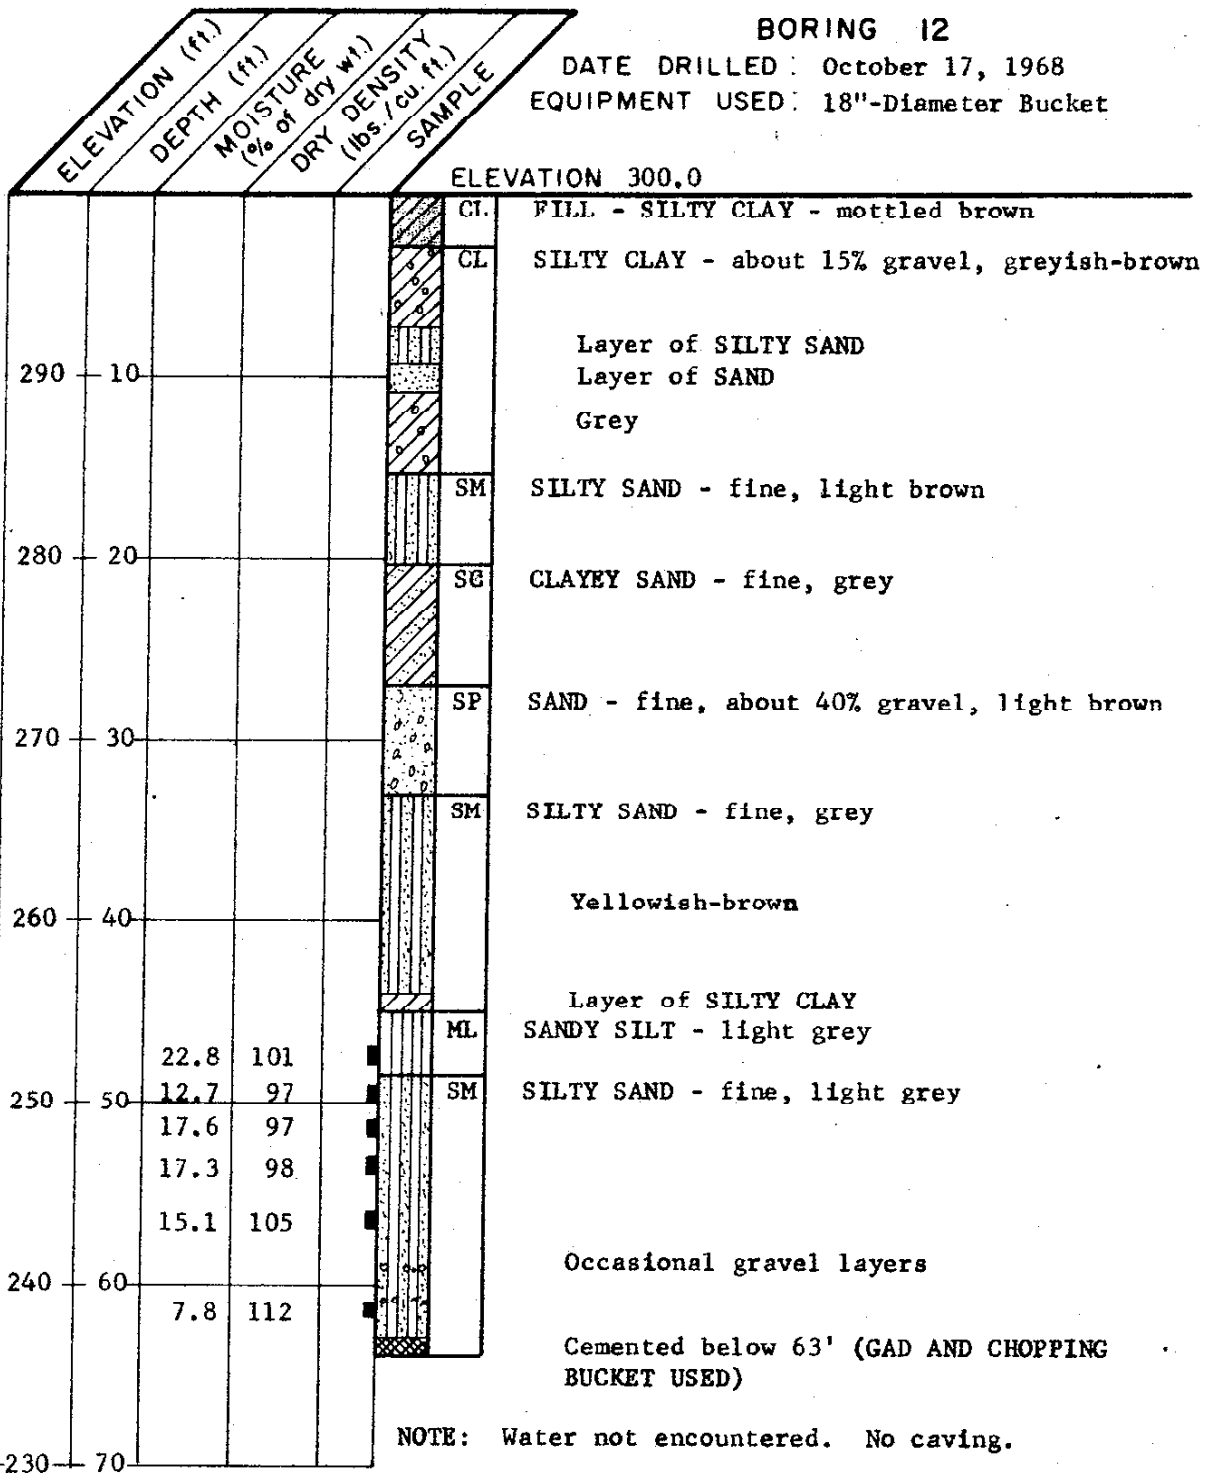 BORING 12
DATE DRILLED: October 17, 1968
EQUIPMENT USED: 18"-Diameter Bucket
ELEVATION (ft.)
DEPTH (ft.)
MOISTURE
(% of dry wt.)
DRY DENSITY
(lbs./cu. ft.)
SAMPLE
ELEVATION 300.0
CL FILL - SILTY CLAY - mottled brown
CL SILTY CLAY - about 15% gravel, greyish-brown
Layer of SILTY SAND
290 10 Layer of SAND
Grey
SM SILTY SAND - fine, light brown
280 20
SC CLAYEY SAND - fine, grey
SP SAND - fine, about 40% gravel, light brown
270 30
SM SILTY SAND - fine, grey
Yellowish-brown
260 40
Layer of SILTY CLAY
ML SANDY SILT - light grey
22.8 101
250 50 12.7 97 SM SILTY SAND - fine, light grey
17.6 97
17.3 98
15.1 105
Occasional gravel layers
240 60
7.8 112
Cemented below 63' (GAD AND CHOPPING
BUCKET USED)
NOTE: Water not encountered. No caving.
230 70